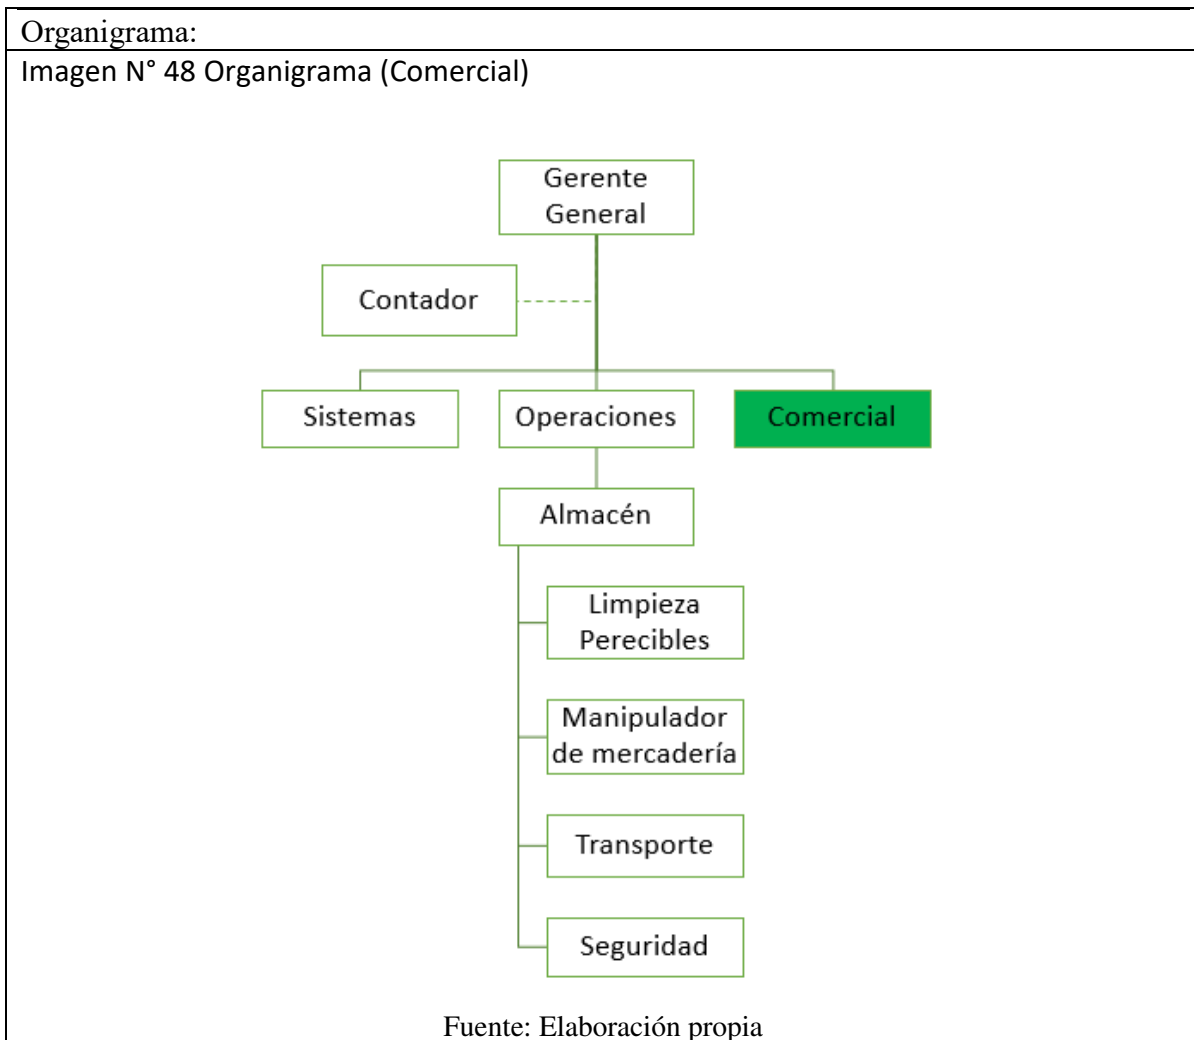 Organigrama:
Imagen N° 48 Organigrama (Comercial)
Gerente
General
Contador
Sistemas
Operaciones
Comercial
Almacén
Limpieza
Perecibles
Manipulador
de mercadería
Transporte
Seguridad
Fuente: Elaboración propia